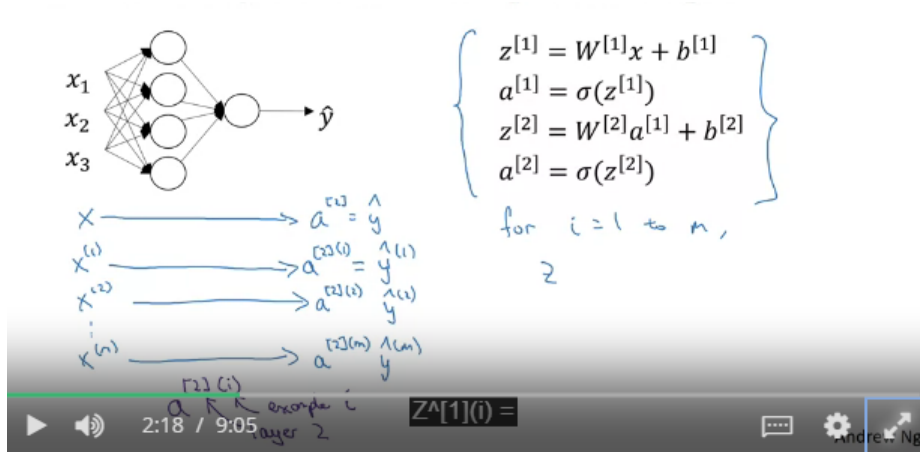 x₁
x₂
x₃
ŷ
z[1] = W[1]x + b[1]
a[1] = σ(z[1])
z[2] = W[2]a[1] + b[2]
a[2] = σ(z[2])
x → a[2] = ŷ
x(1) → a[2](1) = ŷ(1)
x(2) → a[2](2) ŷ(2)
⋮
x(m) → a[2](m) ŷ(m)
a[2](i) example i
layer 2
for i = 1 to m,
z
Z^[1](i) =
2:18 / 9:05
Andrew Ng